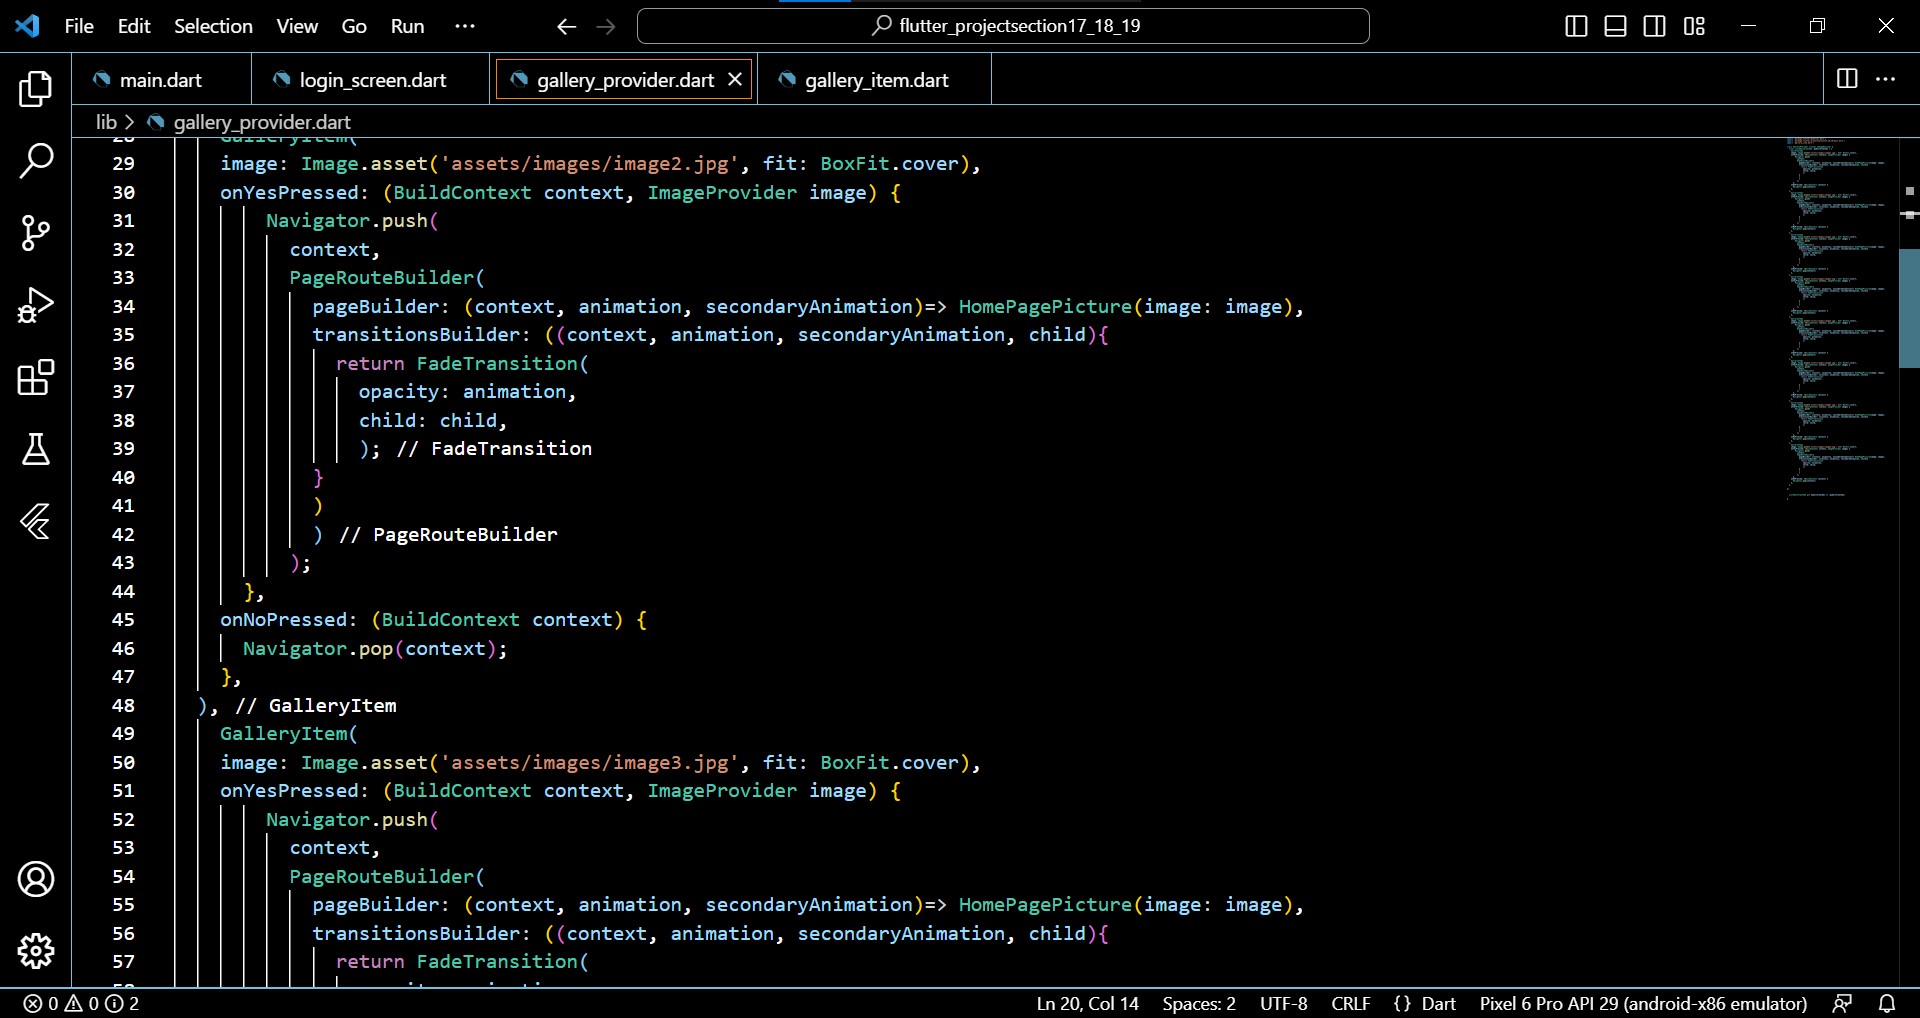 File Edit Selection View Go Run ··· flutter_projectsection17_18_19
main.dart login_screen.dart gallery_provider.dart gallery_item.dart
lib > gallery_provider.dart
28 GalleryItem(
29 image: Image.asset('assets/images/image2.jpg', fit: BoxFit.cover),
30 onYesPressed: (BuildContext context, ImageProvider image) {
31 Navigator.push(
32 context,
33 PageRouteBuilder(
34 pageBuilder: (context, animation, secondaryAnimation)=> HomePagePicture(image: image),
35 transitionsBuilder: ((context, animation, secondaryAnimation, child){
36 return FadeTransition(
37 opacity: animation,
38 child: child,
39 ); // FadeTransition
40 }
41 )
42 ) // PageRouteBuilder
43 );
44 },
45 onNoPressed: (BuildContext context) {
46 Navigator.pop(context);
47 },
48 ), // GalleryItem
49 GalleryItem(
50 image: Image.asset('assets/images/image3.jpg', fit: BoxFit.cover),
51 onYesPressed: (BuildContext context, ImageProvider image) {
52 Navigator.push(
53 context,
54 PageRouteBuilder(
55 pageBuilder: (context, animation, secondaryAnimation)=> HomePagePicture(image: image),
56 transitionsBuilder: ((context, animation, secondaryAnimation, child){
57 return FadeTransition(
0 0 2 Ln 20, Col 14 Spaces: 2 UTF-8 CRLF {} Dart Pixel 6 Pro API 29 (android-x86 emulator)